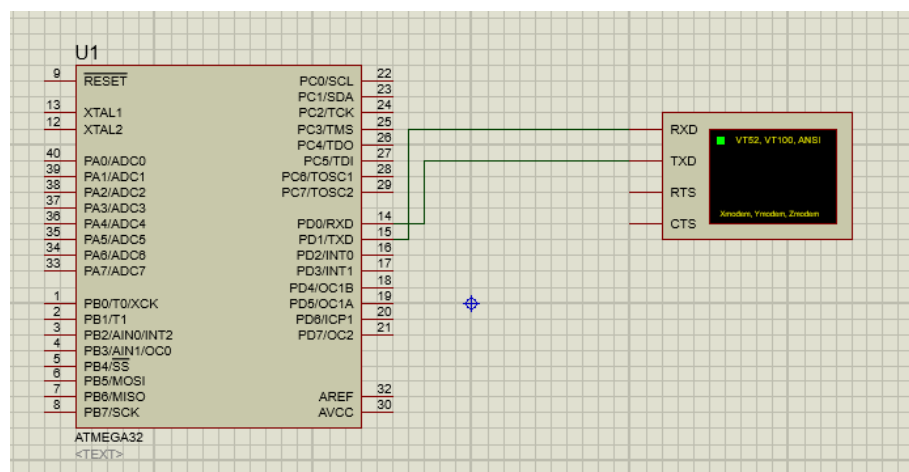 U1
9 RESET
13 XTAL1
12 XTAL2
40 PA0/ADC0
39 PA1/ADC1
38 PA2/ADC2
37 PA3/ADC3
36 PA4/ADC4
35 PA5/ADC5
34 PA6/ADC6
33 PA7/ADC7
1 PB0/T0/XCK
2 PB1/T1
3 PB2/AIN0/INT2
4 PB3/AIN1/OC0
5 PB4/SS
6 PB5/MOSI
7 PB6/MISO
8 PB7/SCK
PC0/SCL 22
PC1/SDA 23
PC2/TCK 24
PC3/TMS 25
PC4/TDO 26
PC5/TDI 27
PC6/TOSC1 28
PC7/TOSC2 29
PD0/RXD 14
PD1/TXD 15
PD2/INT0 16
PD3/INT1 17
PD4/OC1B 18
PD5/OC1A 19
PD6/ICP1 20
PD7/OC2 21
AREF 32
AVCC 30
ATMEGA32
<TEXT>
RXD
TXD
RTS
CTS
VT52, VT100, ANSI
Xmodem, Ymodem, Zmodem